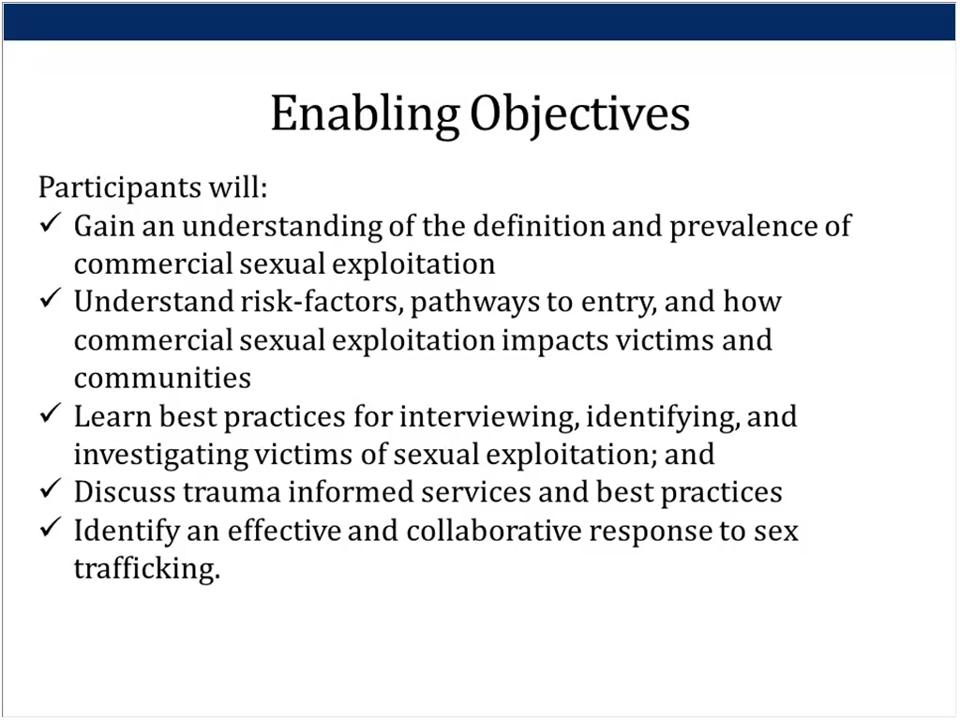 Enabling Objectives
Participants will:
✓ Gain an understanding of the definition and prevalence of
commercial sexual exploitation
✓ Understand risk-factors, pathways to entry, and how
commercial sexual exploitation impacts victims and
communities
✓ Learn best practices for interviewing, identifying, and
investigating victims of sexual exploitation; and
✓ Discuss trauma informed services and best practices
✓ Identify an effective and collaborative response to sex
trafficking.